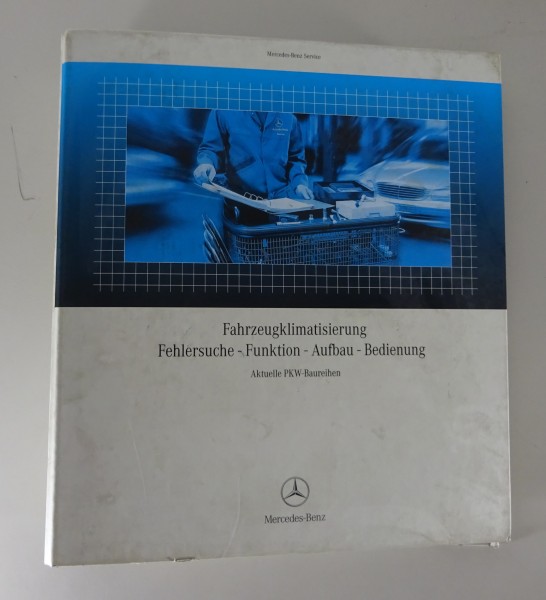 Mercedes-Benz Service
Fahrzeugklimatisierung
Fehlersuche - Funktion - Aufbau - Bedienung
Aktuelle PKW-Baureihen
Mercedes-Benz